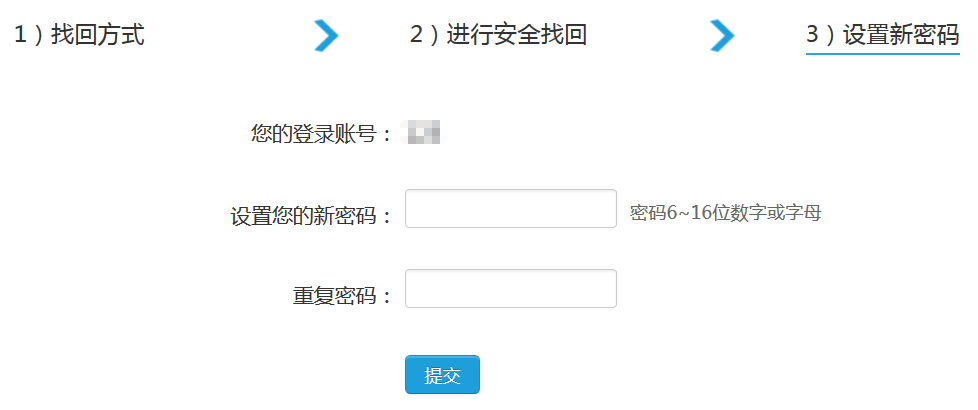 1）找回方式
2）进行安全找回
3）设置新密码
您的登录账号：
设置您的新密码：
密码6~16位数字或字母
重复密码：
提交